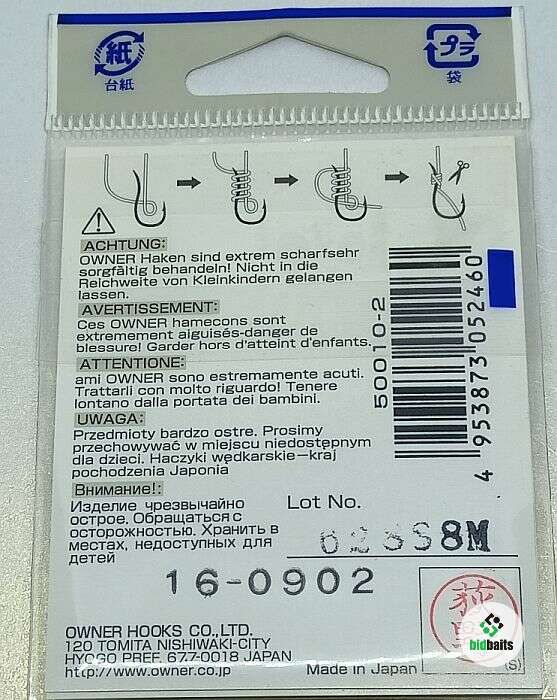 紙
台紙
プラ
袋
ACHTUNG:
OWNER Haken sind extrem scharfsehr
sorgfältig behandeln! Nicht in die
Reichweite von Kleinkindern gelangen
lassen.
AVERTISSEMENT:
Ces OWNER hamecons sont
extremement aiguisés-danger de
blessure! Garder hors d'atteint d'enfants.
ATTENTIONE:
ami OWNER sono estremamente acuti.
Trattarli con molto riguardo! Tenere
lontano dalla portata dei bambini.
UWAGA:
Przedmioty bardzo ostre. Prosimy
przechowywać w miejscu niedostępnym
dla dzieci. Haczyki wędkarskie-kraj
pochodzenia Japonia
Внимание!:
Изделие чрезвычайно
острое. Обращаться с
осторожностью. Хранить в
местах, недоступных для
детей
50010-2
4 953873 052460
Lot No.
628S8M
16-0902
OWNER HOOKS CO.,LTD.
120 TOMITA NISHIWAKI-CITY
HYOGO PREF. 67.7-0018 JAPAN
http://www.owner.co.jp
Made in Japan
(S)
bidbaits